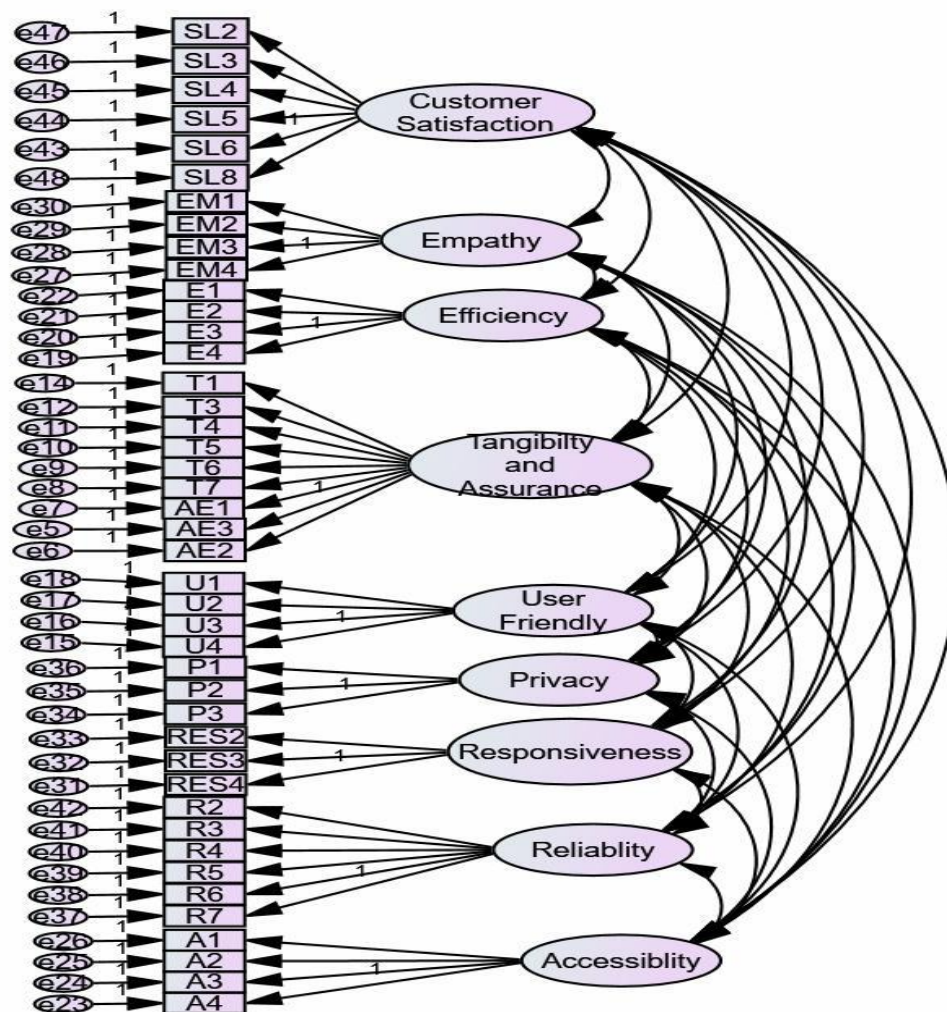 e47 1 SL2
e46 1 SL3
e45 1 SL4
e44 1 SL5 1
e43 1 SL6
e48 1 SL8
Customer
Satisfaction
e30 1 EM1
e29 1 EM2
e28 1 EM3 1
e27 1 EM4
Empathy
e22 1 E1
e21 1 E2
e20 1 E3 1
e19 1 E4
Efficiency
e14 1 T1
e12 1 T3
e11 1 T4
e10 1 T5
e9 1 T6
e8 1 T7
e7 1 AE1 1
e5 1 AE3
e6 1 AE2
Tangibilty
and
Assurance
e18 1 U1
e17 1 U2
e16 1 U3 1
e15 1 U4
User
Friendly
e36 1 P1
e35 1 P2 1
e34 1 P3
Privacy
e33 1 RES2
e32 1 RES3 1
e31 1 RES4
Responsiveness
e42 1 R2
e41 1 R3
e40 1 R4
e39 1 R5 1
e38 1 R6
e37 1 R7
Reliablity
e26 1 A1
e25 1 A2
e24 1 A3 1
e23 1 A4
Accessiblity